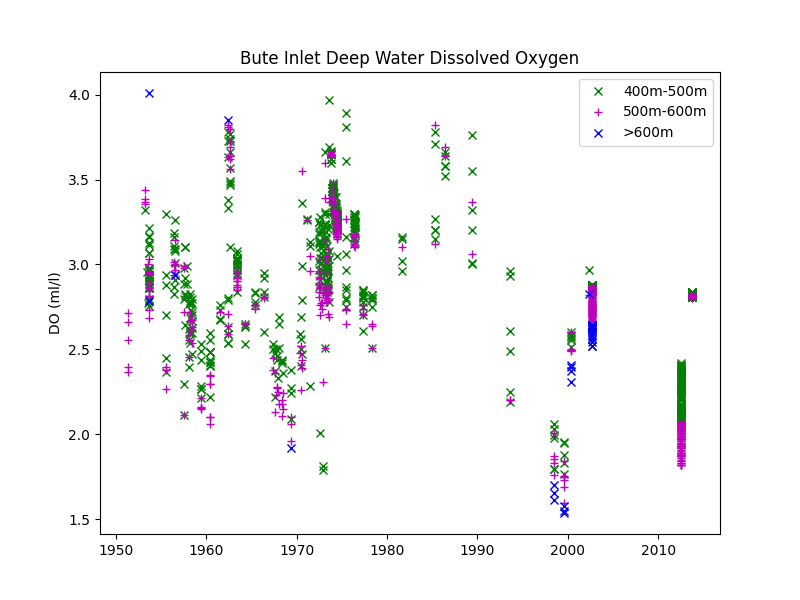 Bute Inlet Deep Water Dissolved Oxygen
400m-500m
500m-600m
>600m
DO (ml/l)
4.0
3.5
3.0
2.5
2.0
1.5
1950 1960 1970 1980 1990 2000 2010